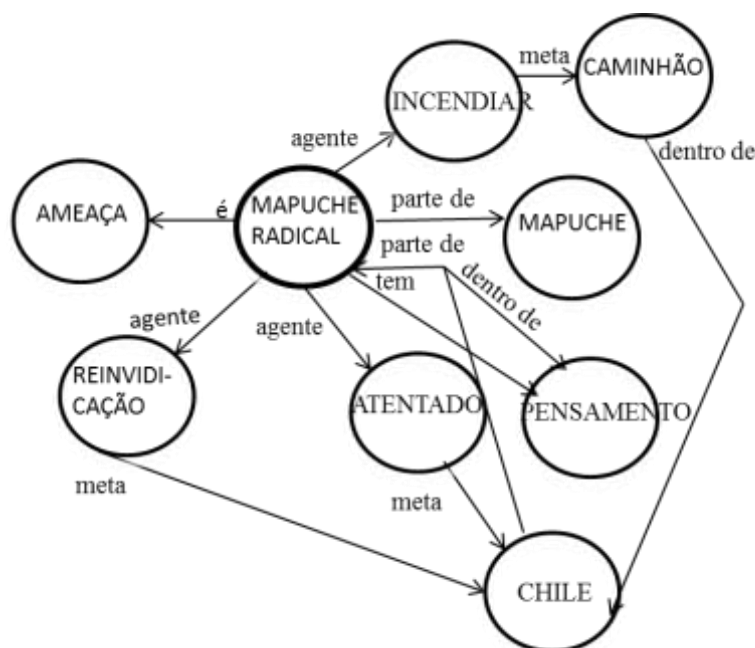 meta
CAMINHÃO
INCENDIAR
agente
dentro de
AMEAÇA
é
MAPUCHE
RADICAL
parte de
MAPUCHE
parte de
tem
dentro de
agente
agente
REINVIDI-
CAÇÃO
ATENTADO
PENSAMENTO
meta
meta
CHILE